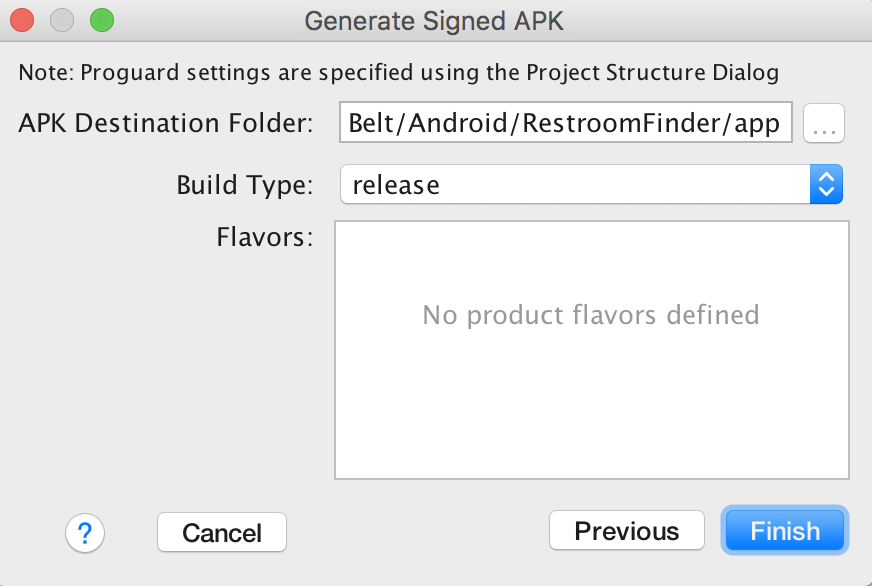 Generate Signed APK
Note: Proguard settings are specified using the Project Structure Dialog
APK Destination Folder: Belt/Android/RestroomFinder/app ...
Build Type: release
Flavors:
No product flavors defined
? Cancel Previous Finish